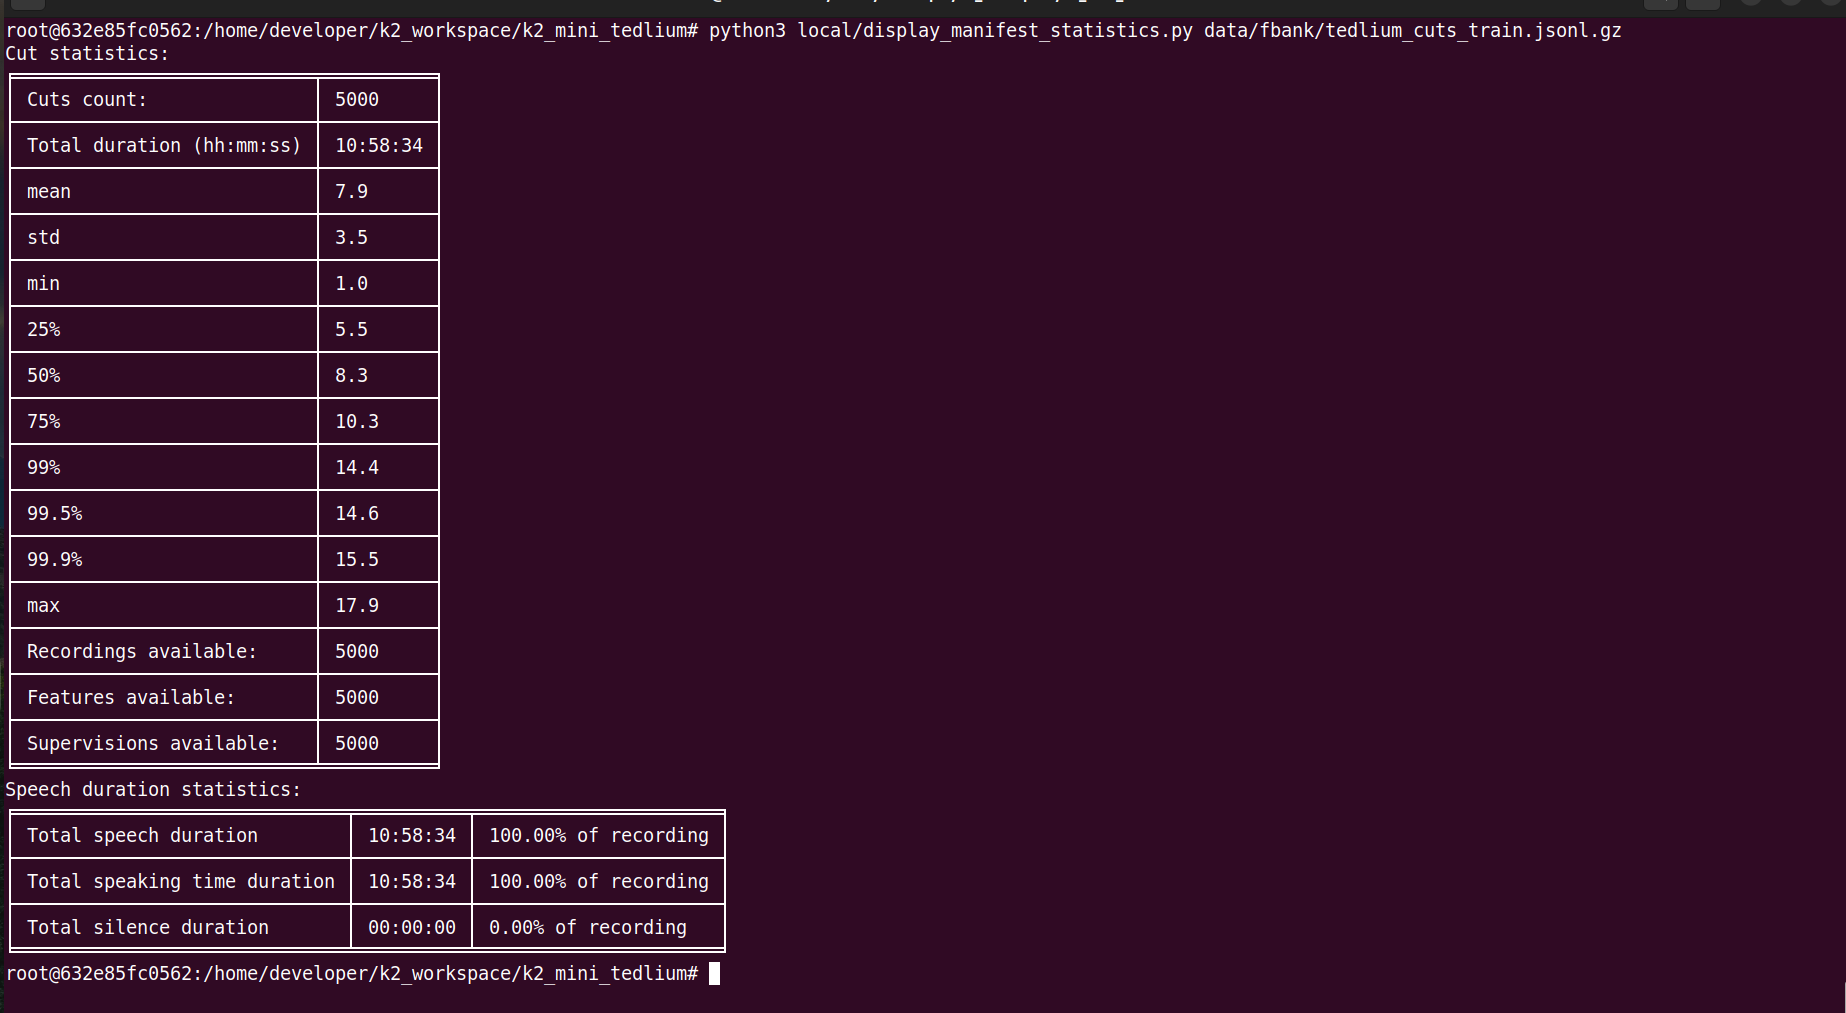 root@632e85fc0562:/home/developer/k2_workspace/k2_mini_tedlium# python3 local/display_manifest_statistics.py data/fbank/tedlium_cuts_train.jsonl.gz
Cut statistics:
Cuts count: 5000
Total duration (hh:mm:ss) 10:58:34
mean 7.9
std 3.5
min 1.0
25% 5.5
50% 8.3
75% 10.3
99% 14.4
99.5% 14.6
99.9% 15.5
max 17.9
Recordings available: 5000
Features available: 5000
Supervisions available: 5000
Speech duration statistics:
Total speech duration 10:58:34 100.00% of recording
Total speaking time duration 10:58:34 100.00% of recording
Total silence duration 00:00:00 0.00% of recording
root@632e85fc0562:/home/developer/k2_workspace/k2_mini_tedlium#